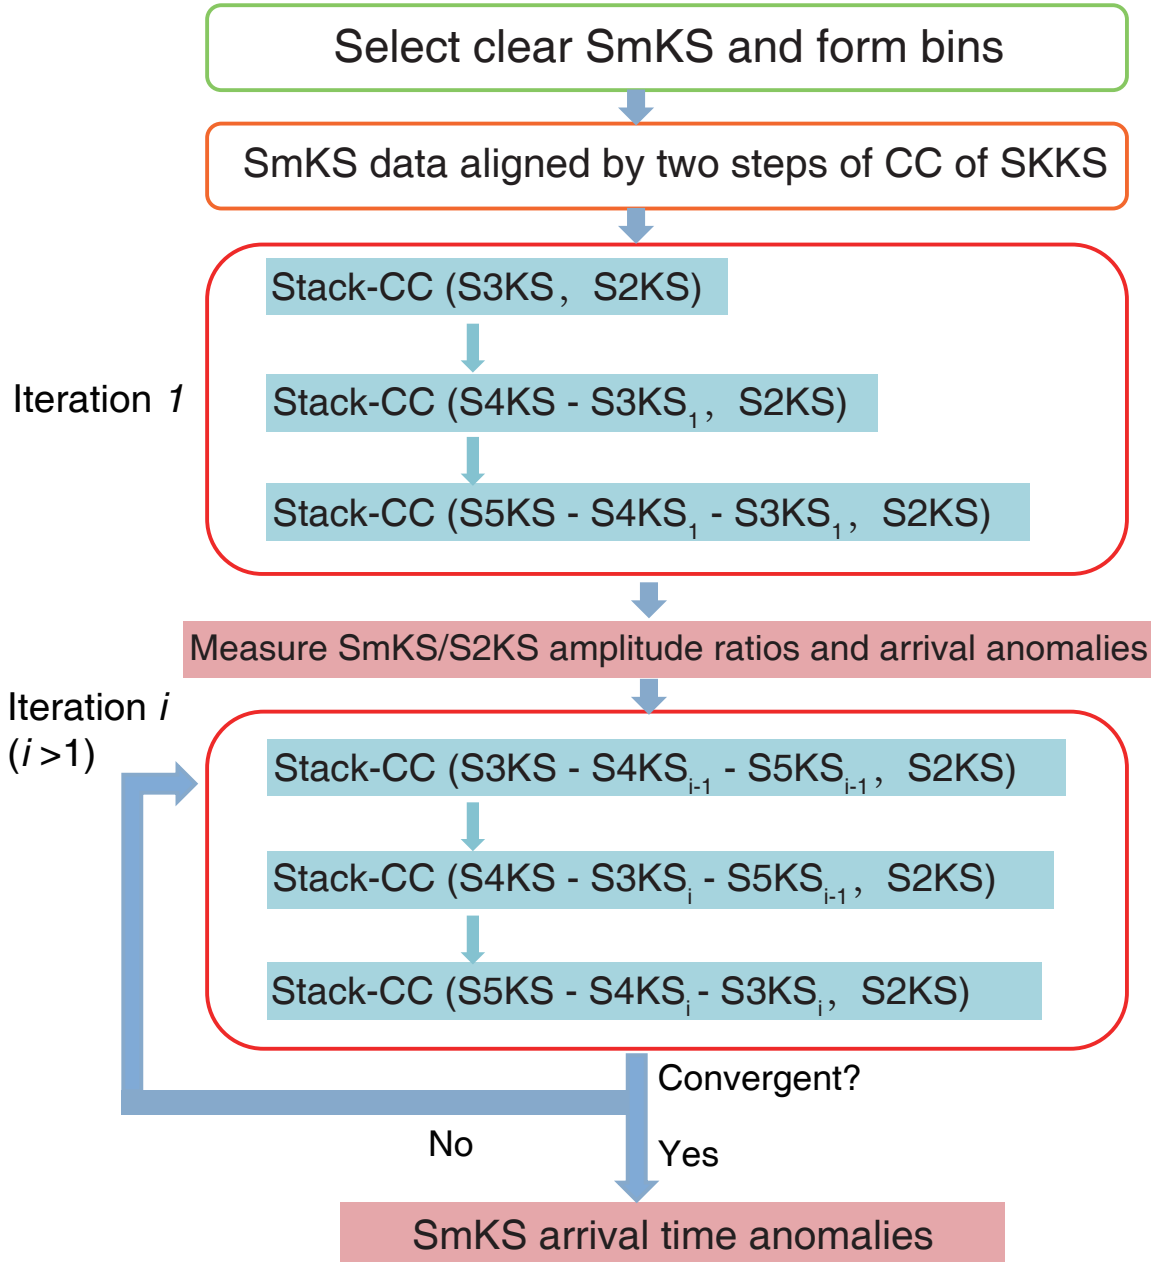 Select clear SmKS and form bins
SmKS data aligned by two steps of CC of SKKS
Stack-CC (S3KS, S2KS)
Iteration 1
Stack-CC (S4KS - S3KS₁, S2KS)
Stack-CC (S5KS - S4KS₁ - S3KS₁, S2KS)
Measure SmKS/S2KS amplitude ratios and arrival anomalies
Iteration i
(i >1)
Stack-CC (S3KS - S4KSᵢ₋₁ - S5KSᵢ₋₁, S2KS)
Stack-CC (S4KS - S3KSᵢ - S5KSᵢ₋₁, S2KS)
Stack-CC (S5KS - S4KSᵢ - S3KSᵢ, S2KS)
Convergent?
No
Yes
SmKS arrival time anomalies